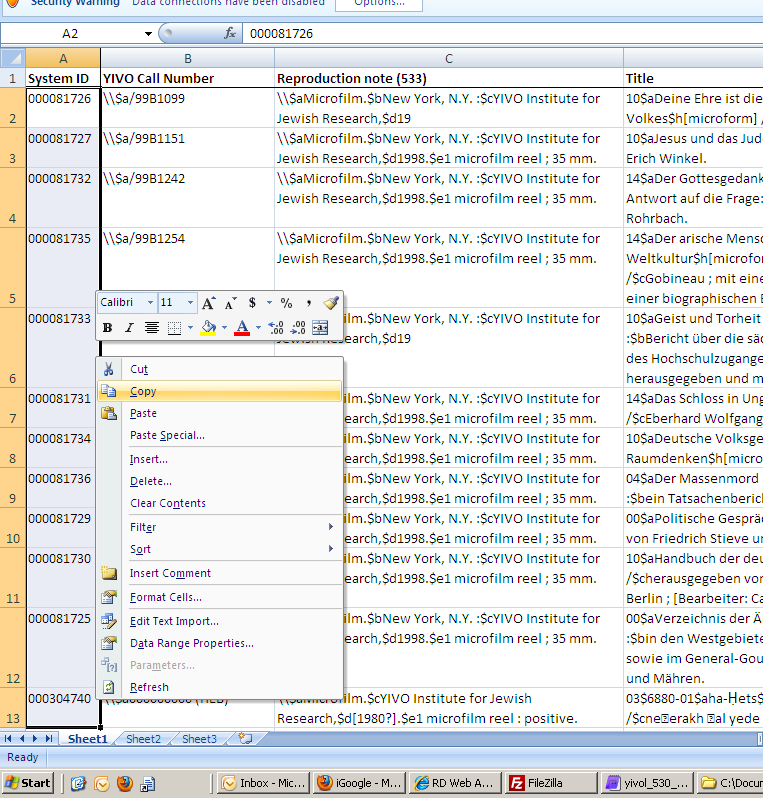 Security Warning Data connections have been disabled Options...
A2 fx 000081726
A B C
1 System ID YIVO Call Number Reproduction note (533) Title
000081726 \\$a/99B1099 \\$aMicrofilm.$bNew York, N.Y. :$cYIVO Institute for 10$aDeine Ehre ist die
2 Jewish Research,$d19 Volkes$h[microform] /
000081727 \\$a/99B1151 \\$aMicrofilm.$bNew York, N.Y. :$cYIVO Institute for 10$aJesus und das Jud
3 Jewish Research,$d1998.$e1 microfilm reel ; 35 mm. Erich Winkel.
000081732 \\$a/99B1242 \\$aMicrofilm.$bNew York, N.Y. :$cYIVO Institute for 14$aDer Gottesgedank
Jewish Research,$d1998.$e1 microfilm reel ; 35 mm. Antwort auf die Frage:
4 Rohrbach.
000081735 \\$a/99B1254 \\$aMicrofilm.$bNew York, N.Y. :$cYIVO Institute for 14$aDer arische Mensc
Jewish Research,$d1998.$e1 microfilm reel ; 35 mm. Weltkultur$h[microfor
/$cGobineau ; mit eine
5 einer biographischen E
Calibri 11 A A $ % ,
000081733 ilm.$bNew York, N.Y. :$cYIVO Institute for 10$aGeist und Torheit
B I A Jewish Research,$d19 :$bBericht über die säc
des Hochschulzugange
6 herausgegeben und m
Cut
Copy
Paste
Paste Special...
Insert...
Delete...
Clear Contents
Filter
Sort
Insert Comment
Format Cells...
Edit Text Import...
Data Range Properties...
Parameters...
Refresh
000081731 ilm.$bNew York, N.Y. :$cYIVO Institute for 14$aDas Schloss in Ung
7 esearch,$d1998.$e1 microfilm reel ; 35 mm. /$cEberhard Wolfgang
000081734 ilm.$bNew York, N.Y. :$cYIVO Institute for 10$aDeutsche Volksge
8 esearch,$d1998.$e1 microfilm reel ; 35 mm. Raumdenken$h[micro
000081736 ilm.$bNew York, N.Y. :$cYIVO Institute for 04$aDer Massenmord
9 esearch,$d1998.$e1 microfilm reel ; 35 mm. :$bein Tatsachenberich
000081729 ilm.$bNew York, N.Y. :$cYIVO Institute for 00$aPolitische Gespräc
10 esearch,$d1998.$e1 microfilm reel ; 35 mm. von Friedrich Stieve u
000081730 ilm.$bNew York, N.Y. :$cYIVO Institute for 10$aHandbuch der deu
esearch,$d1998.$e1 microfilm reel ; 35 mm. /$cherausgegeben vor
11 Berlin ; [Bearbeiter: Ca
000081725 ilm.$bNew York, N.Y. :$cYIVO Institute for 00$aVerzeichnis der Ä
esearch,$d1998.$e1 microfilm reel ; 35 mm. :$bin den Westgebiete
sowie im General-Gou
12 und Mähren.
000304740 \\$aMicrofilm.$cYIVO Institute for Jewish 03$6880-01$aha-Ḥets$
13 Research,$d[1980?].$e1 microfilm reel : positive. /$cne erakh al yede
Sheet1 Sheet2 Sheet3
Ready
Start Inbox - Mic... iGoogle - M... RD Web A... FileZilla yivol_530_... C:\Docur